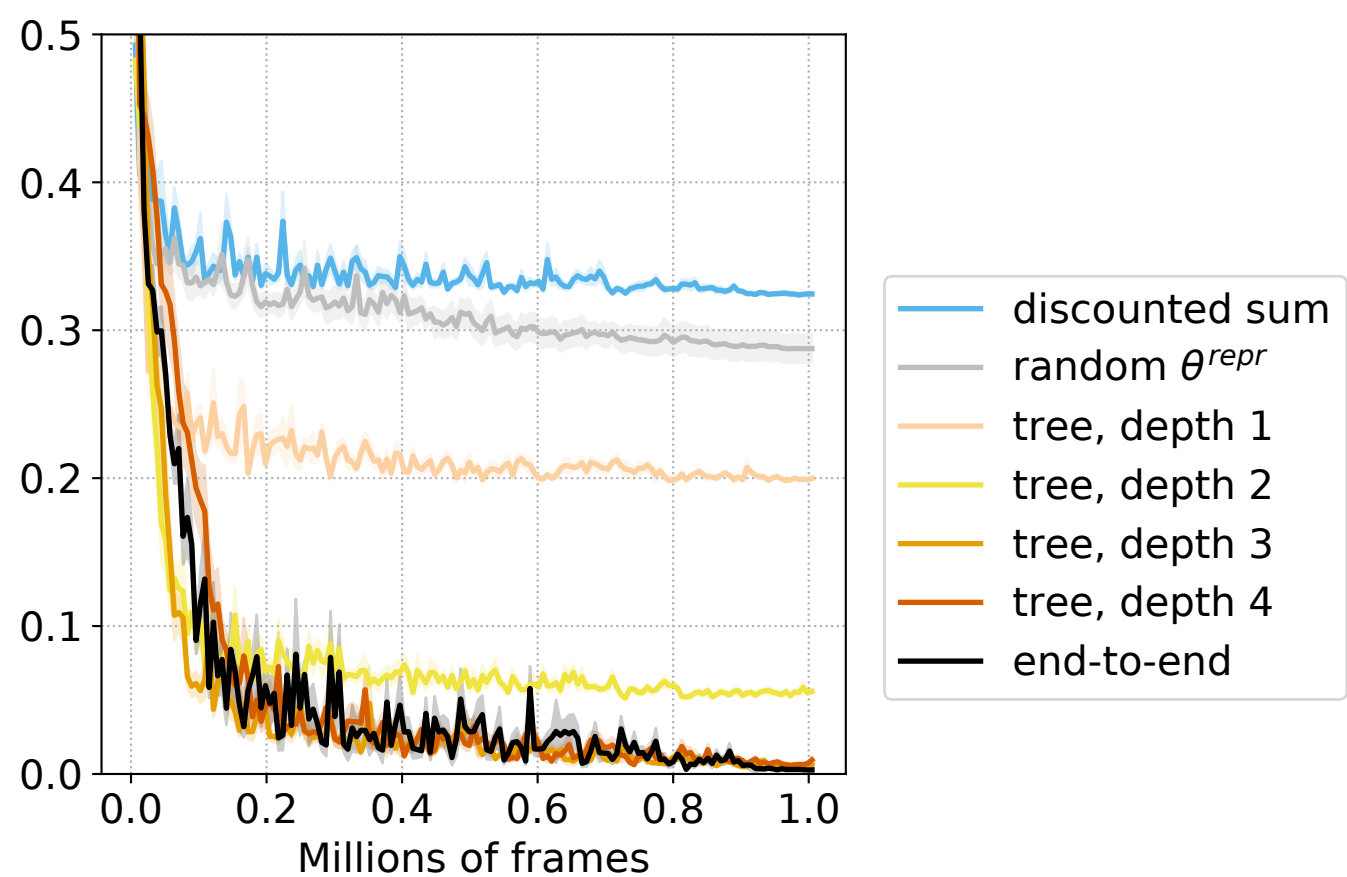 0.5
0.4
0.3
0.2
0.1
0.0
0.0 0.2 0.4 0.6 0.8 1.0
Millions of frames
discounted sum
random θ^repr
tree, depth 1
tree, depth 2
tree, depth 3
tree, depth 4
end-to-end